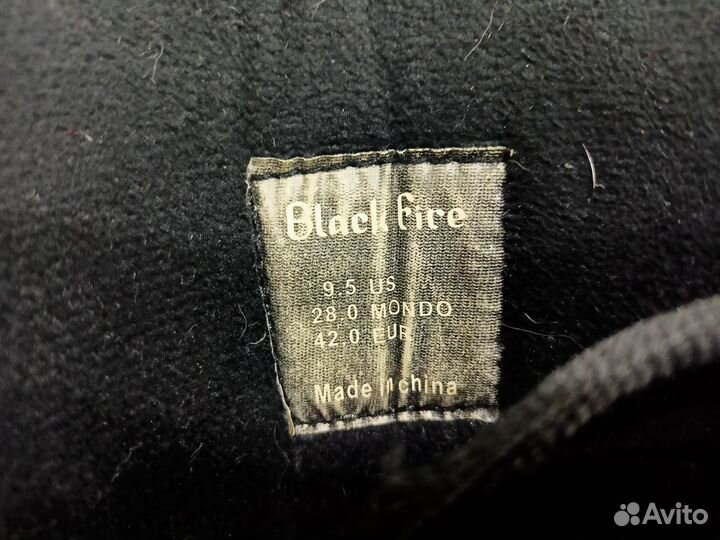 Black Fire
9.5 US
28.0 MONDO
42.0 EUR
Made in china
Avito